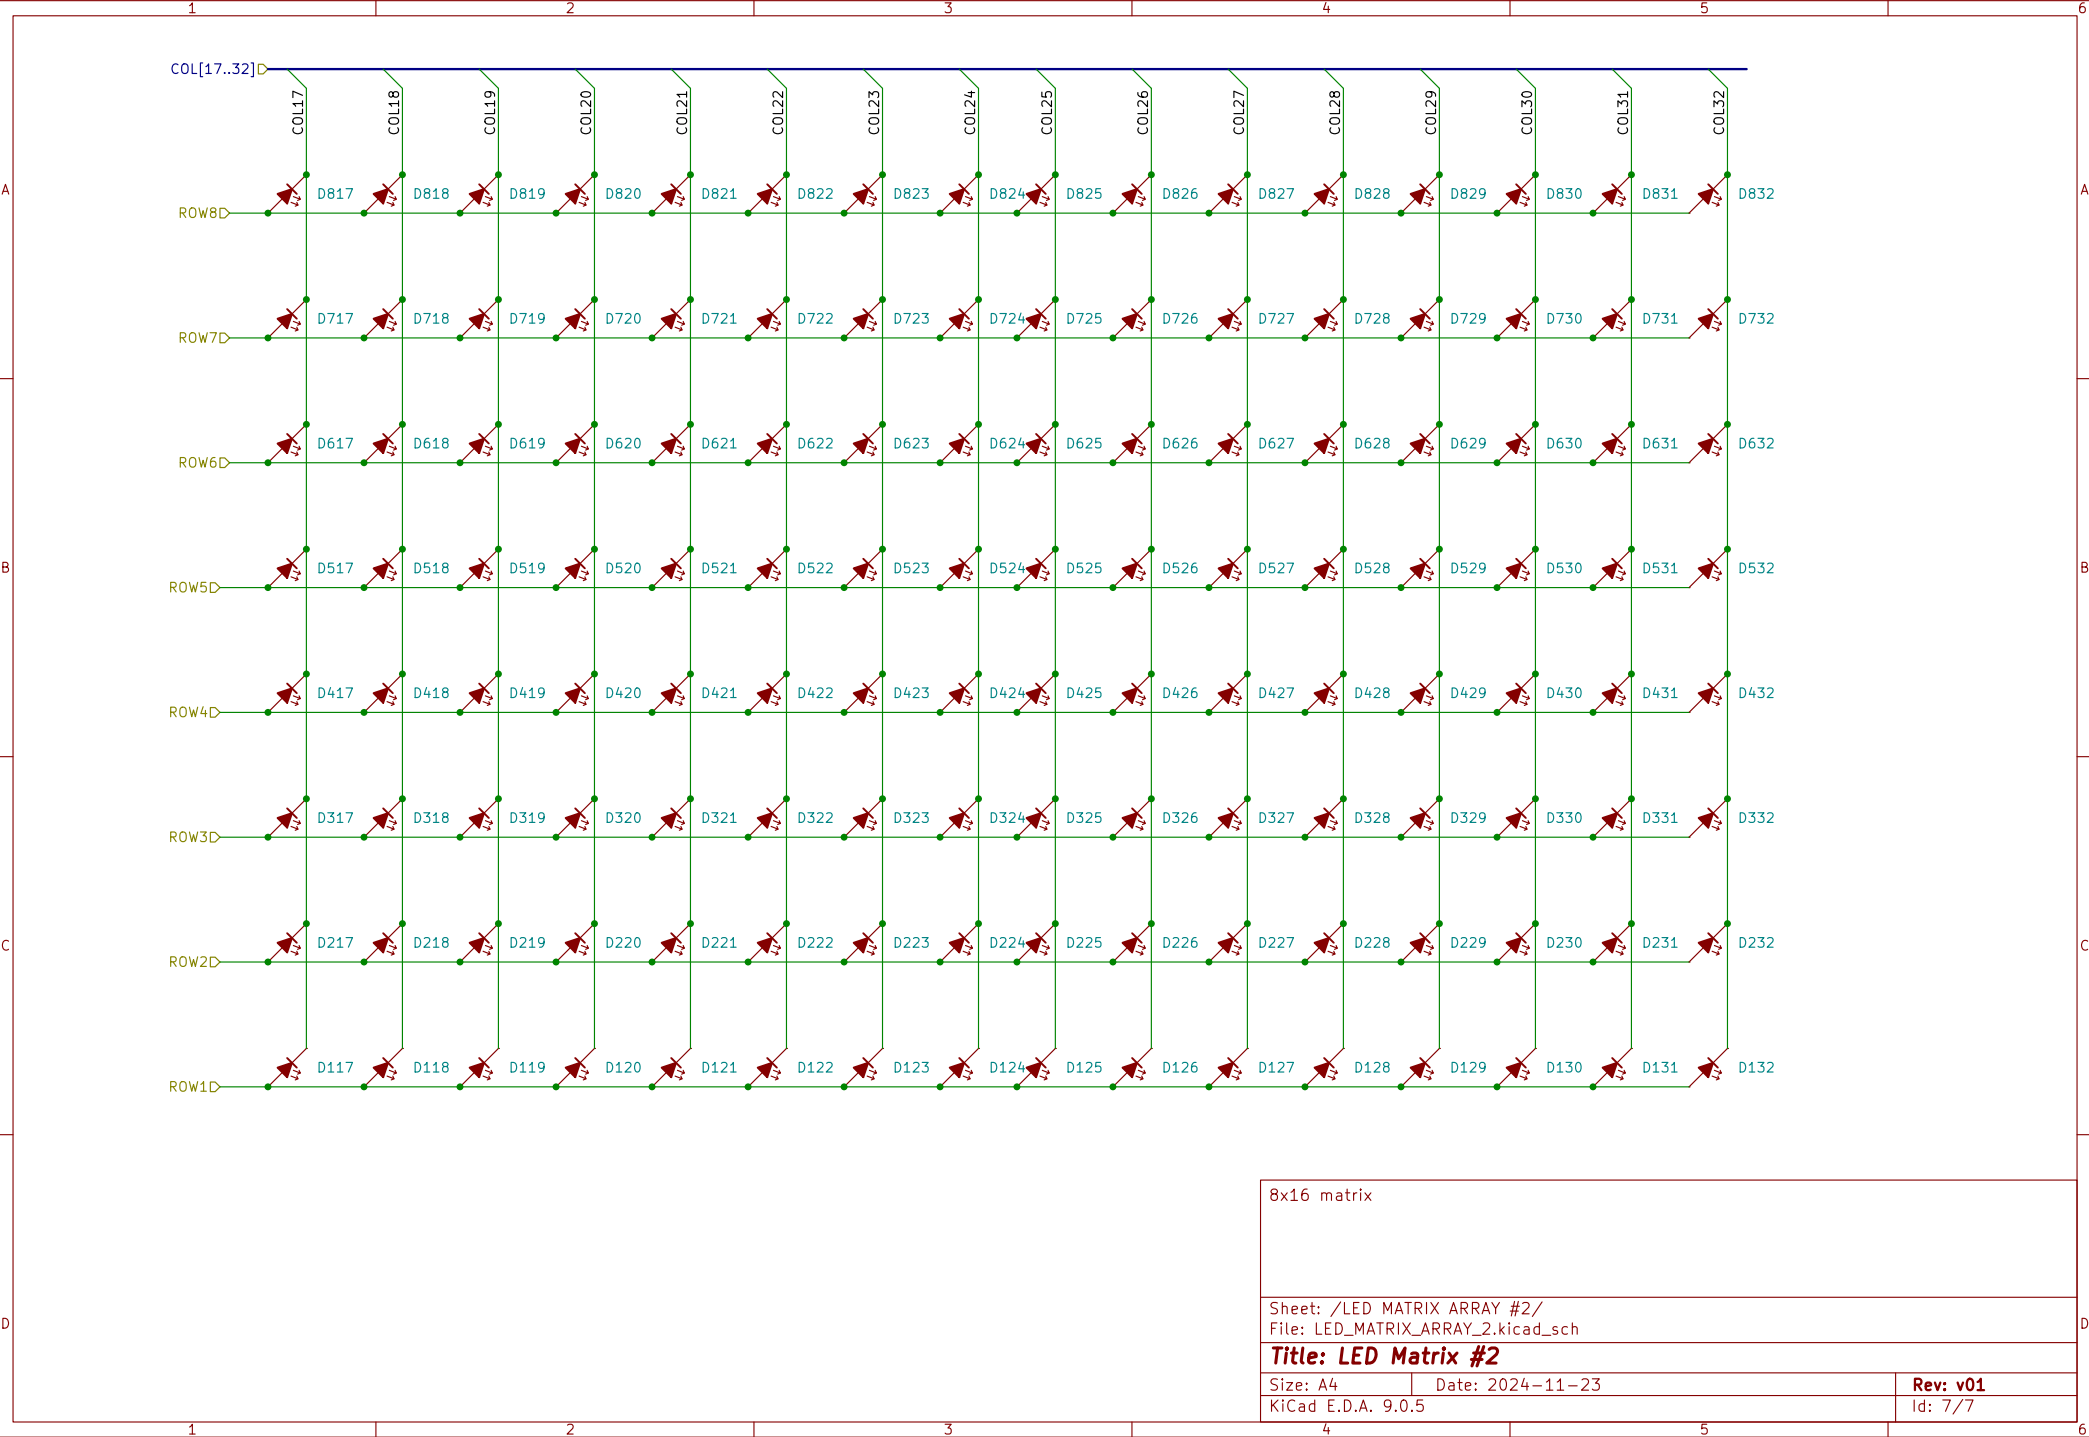 1 2 3 4 5 6
COL[17..32]
COL17 COL18 COL19 COL20 COL21 COL22 COL23 COL24 COL25 COL26 COL27 COL28 COL29 COL30 COL31 COL32
A D817 D818 D819 D820 D821 D822 D823 D824 D825 D826 D827 D828 D829 D830 D831 D832 A
ROW8
D717 D718 D719 D720 D721 D722 D723 D724 D725 D726 D727 D728 D729 D730 D731 D732
ROW7
D617 D618 D619 D620 D621 D622 D623 D624 D625 D626 D627 D628 D629 D630 D631 D632
ROW6
B D517 D518 D519 D520 D521 D522 D523 D524 D525 D526 D527 D528 D529 D530 D531 D532 B
ROW5
D417 D418 D419 D420 D421 D422 D423 D424 D425 D426 D427 D428 D429 D430 D431 D432
ROW4
D317 D318 D319 D320 D321 D322 D323 D324 D325 D326 D327 D328 D329 D330 D331 D332
ROW3
C D217 D218 D219 D220 D221 D222 D223 D224 D225 D226 D227 D228 D229 D230 D231 D232 C
ROW2
D117 D118 D119 D120 D121 D122 D123 D124 D125 D126 D127 D128 D129 D130 D131 D132
ROW1
8x16 matrix
Sheet: /LED MATRIX ARRAY #2/
D D
File: LED_MATRIX_ARRAY_2.kicad_sch
Title: LED Matrix #2
Size: A4 Date: 2024-11-23 Rev: v01
KiCad E.D.A. 9.0.5 Id: 7/7
1 2 3 4 5 6